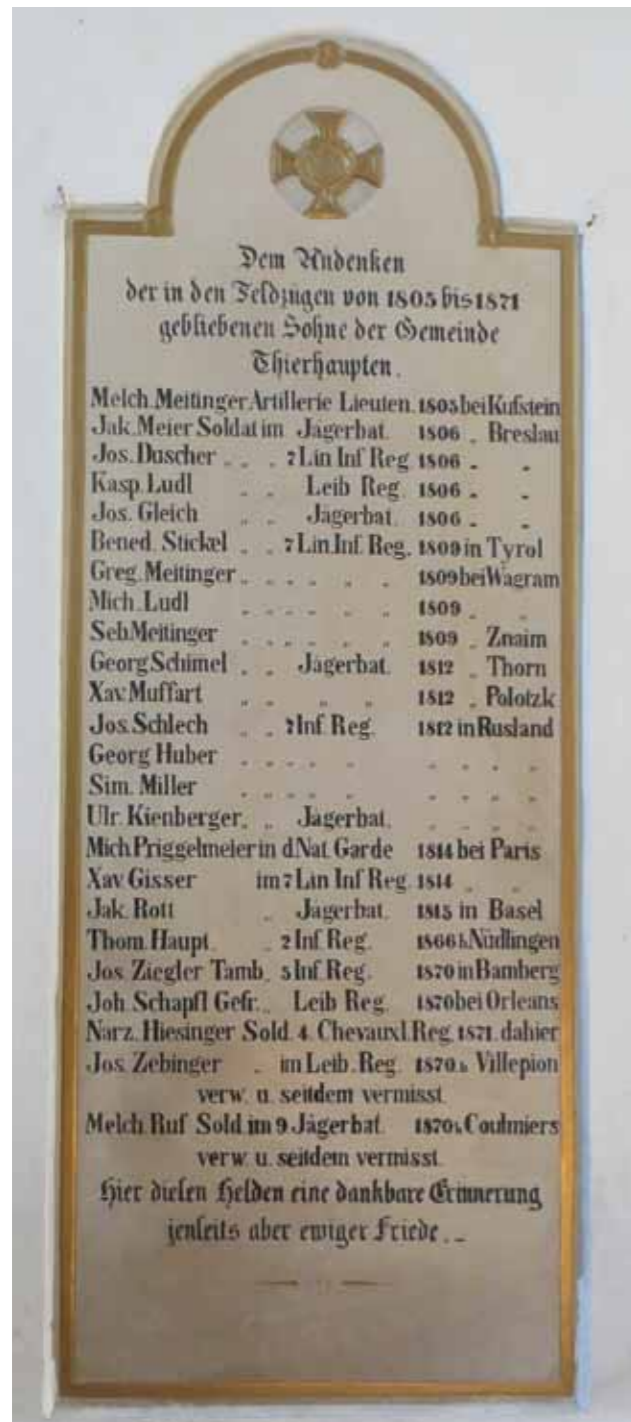 Dem Andenken
der in den Feldzügen von 1805 bis 1871
gebliebenen Söhne der Gemeinde
Thierhaupten.
Melch. Meitinger Artillerie Lieuten. 1805 bei Kufstein
Jak. Meier Soldat im Jägerbat. 1806 „ Breslau
Jos. Duscher „ „ 7 Lin Inf Reg 1806 „ „
Kasp. Ludl „ „ Leib Reg. 1806 „ „
Jos. Gleich „ „ Jägerbat. 1806 „ „
Bened. Stickel „ „ 7 Lin. Inf. Reg. 1809 in Tyrol
Greg. Meitinger „ „ „ „ „ „ 1809 bei Wagram
Mich. Ludl „ „ „ „ „ „ 1809 „ „
Seb. Meitinger „ „ „ „ „ „ 1809 „ Znaim
Georg Schimel „ „ Jägerbat. 1812 „ Thorn
Xav. Muffart „ „ „ „ 1812 „ Polotzk
Jos. Schlech „ „ 7 Inf. Reg. 1812 in Rusland
Georg Huber „ „ „ „ „ „ „ „ „
Sim. Miller „ „ „ „ „ „ „ „ „
Ulr. Kienberger „ „ Jägerbat. „ „ „ „
Mich. Priggelmeier in d. Nat. Garde 1814 bei Paris
Xav. Gisser im 7 Lin Inf Reg. 1814 „ „
Jak. Rott „ Jägerbat. 1815 in Basel
Thom. Haupt. „ 2 Inf Reg. 1866 b. Nüdlingen
Jos. Ziegler Tamb. 5 Inf Reg. 1870 in Bamberg
Joh. Schapfl Gefr. „ Leib Reg. 1870 bei Orleans
Narz. Hiesinger Sold. 4. Chevauxl. Reg. 1871. dahier
Jos. Zebinger „ im Leib. Reg. 1870 b. Villepion
verw. u. seitdem vermisst.
Melch. Ruf Sold im 9 Jägerbat. 1870 b. Coulmiers
verw. u. seitdem vermisst.
Hier diesen Helden eine dankbare Erinnerung
jenseits aber ewiger Friede. _